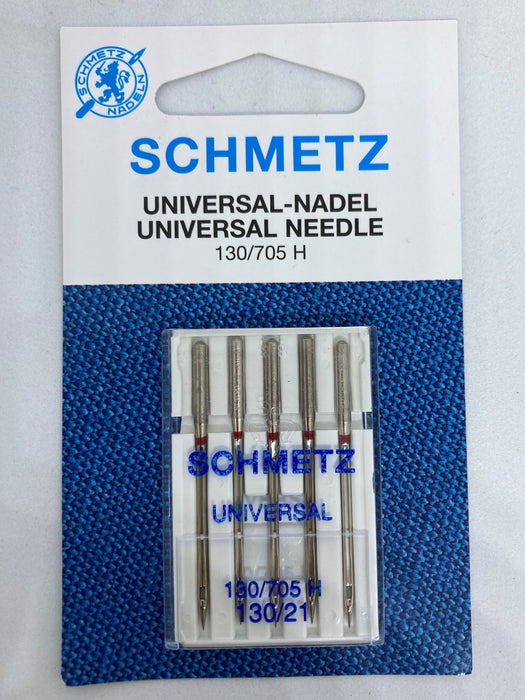 SCHMETZ
NADELN
SCHMETZ
UNIVERSAL-NADEL
UNIVERSAL NEEDLE
130/705 H
SCHMETZ
UNIVERSAL
130/705 H
130/21